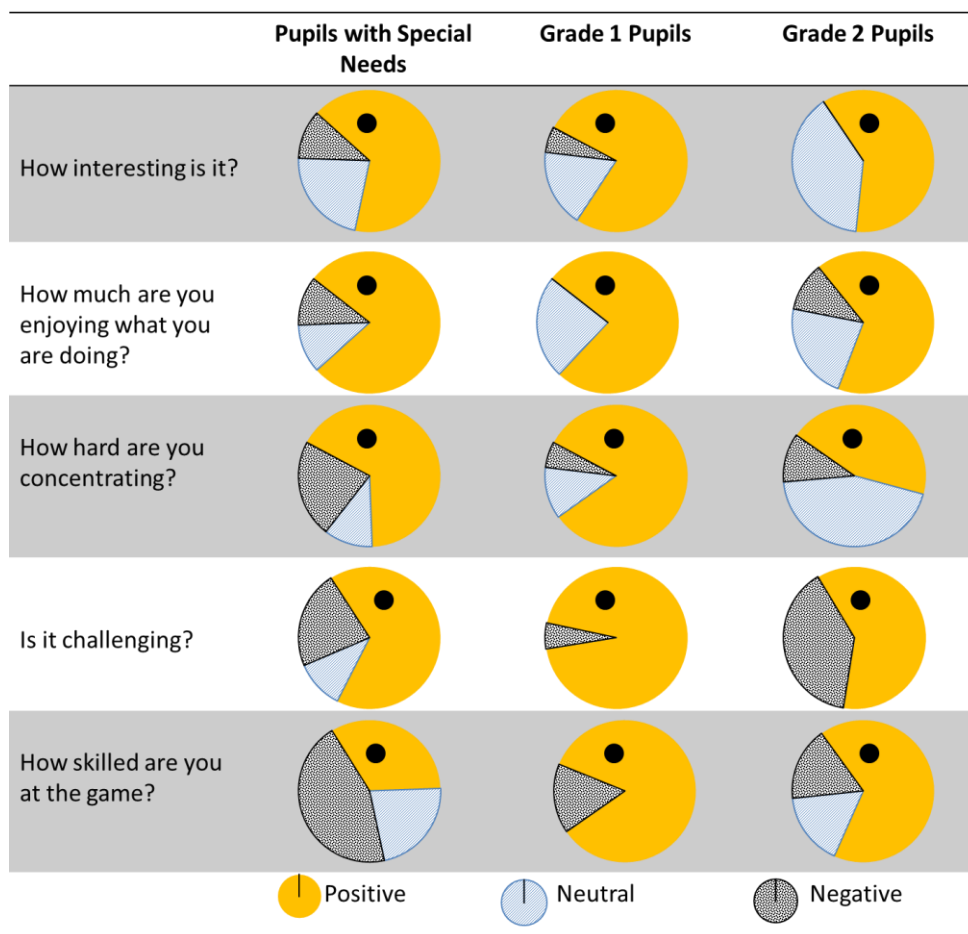 Pupils with Special
Needs
Grade 1 Pupils
Grade 2 Pupils
How interesting is it?
How much are you
enjoying what you
are doing?
How hard are you
concentrating?
Is it challenging?
How skilled are you
at the game?
Positive
Neutral
Negative